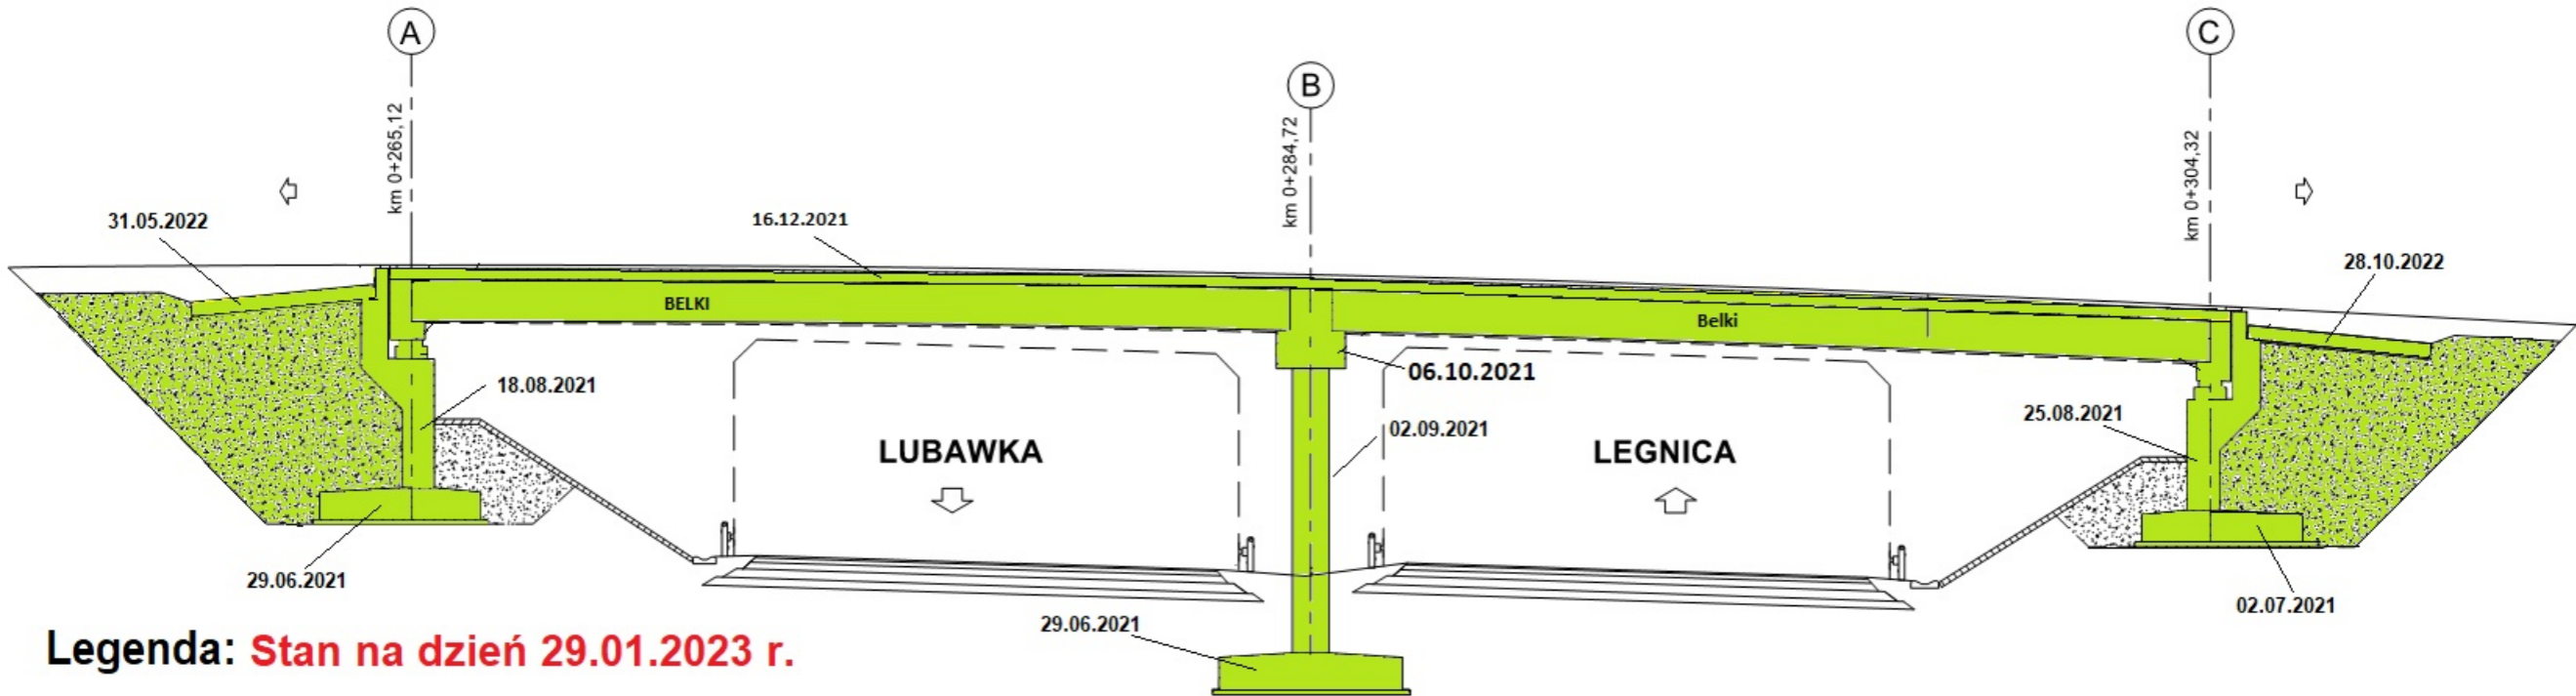 A
B
C
km 0+265,12
km 0+284,72
km 0+304,32
31.05.2022
16.12.2021
28.10.2022
BELKI
Belki
18.08.2021
06.10.2021
25.08.2021
02.09.2021
LUBAWKA
LEGNICA
29.06.2021
02.07.2021
29.06.2021
Legenda: Stan na dzień 29.01.2023 r.